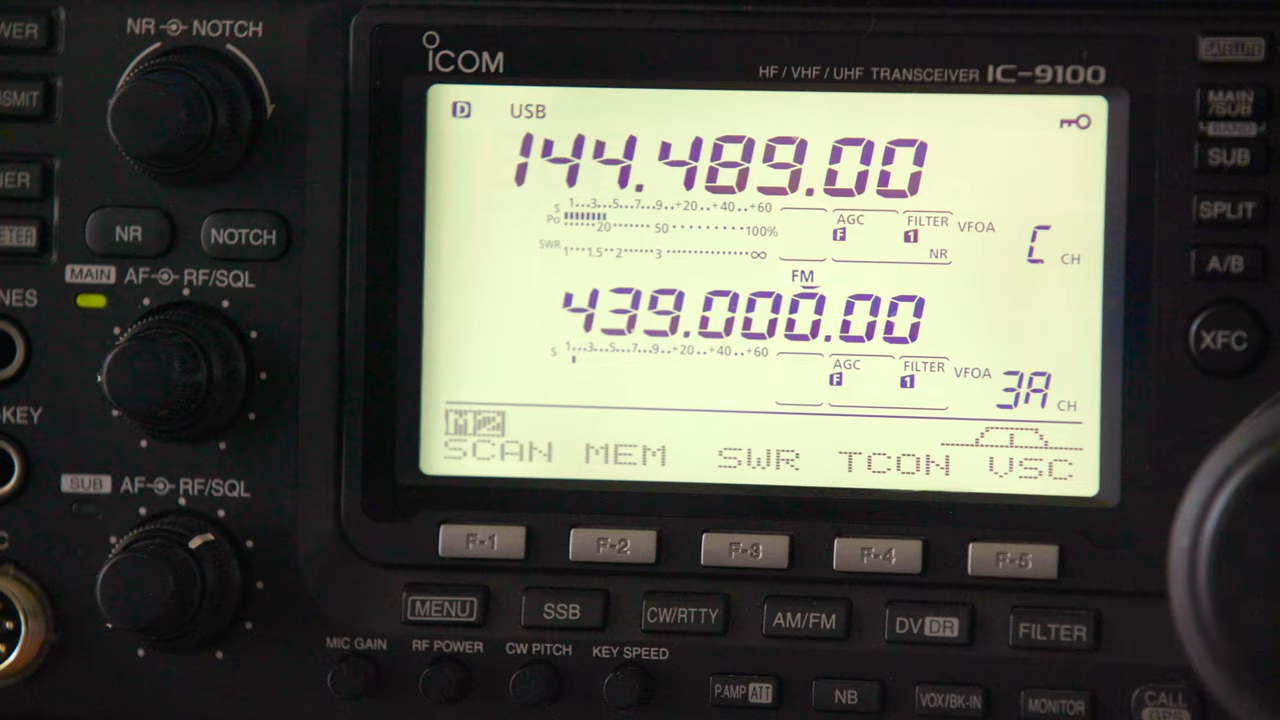 NR NOTCH
ICOM
HF / VHF / UHF TRANSCEIVER IC-9100
SATELLITE
D USB
144.489.00
MAIN /SUB
BAND
SUB
S 1...3...5...7...9..+20..+40..+60
Po 20 50 100%
AGC F FILTER 1 VFOA
C CH
SPLIT
NR NOTCH
SWR 1 1.5 2 3 ∞
NR
A/B
MAIN AF RF/SQL
FM
439.000.00
XFC
S 1...3...5...7...9..+20..+40..+60
AGC F FILTER 1 VFOA
3A CH
-KEY
M2
SCAN MEM SWR TCON VSC
SUB AF RF/SQL
F-1 F-2 F-3 F-4 F-5
MENU SSB CW/RTTY AM/FM DV DR FILTER
MIC GAIN RF POWER CW PITCH KEY SPEED
P.AMP ATT NB VOX/BK-IN MONITOR CALL
GPS